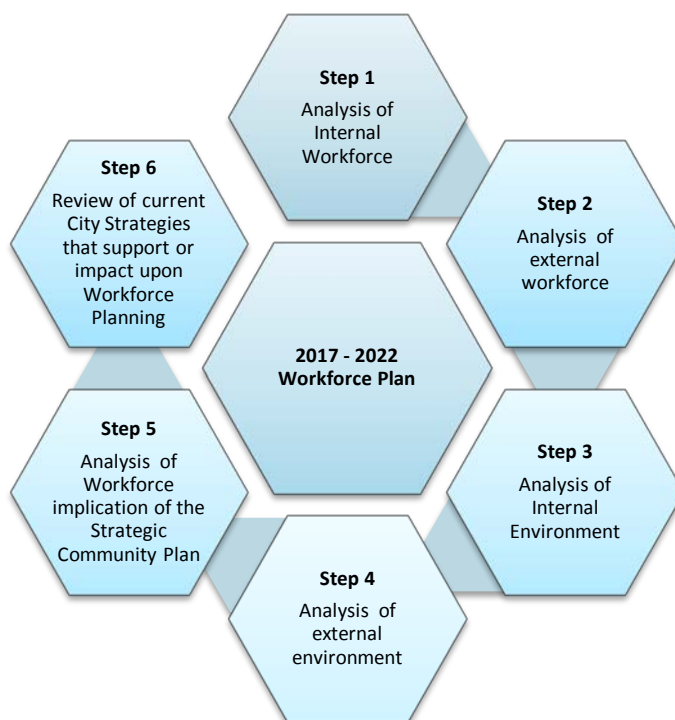 Step 1
Analysis of
Internal
Workforce
Step 2
Analysis of
external
workforce
Step 3
Analysis of
Internal
Environment
Step 4
Analysis of
external
environment
Step 5
Analysis of
Workforce
implication of the
Strategic
Community Plan
Step 6
Review of current
City Strategies
that support or
impact upon
Workforce
Planning
2017 - 2022
Workforce Plan